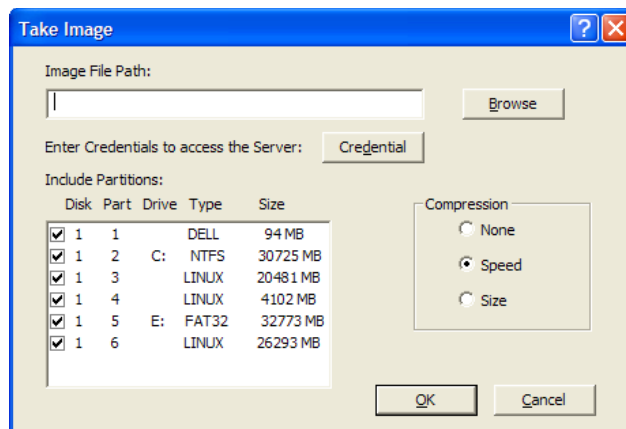 Take Image
Image File Path:
Browse
Enter Credentials to access the Server: Credential
Include Partitions:
Disk Part Drive Type Size
1 1 DELL 94 MB
1 2 C: NTFS 30725 MB
1 3 LINUX 20481 MB
1 4 LINUX 4102 MB
1 5 E: FAT32 32773 MB
1 6 LINUX 26293 MB
Compression
None
Speed
Size
OK Cancel